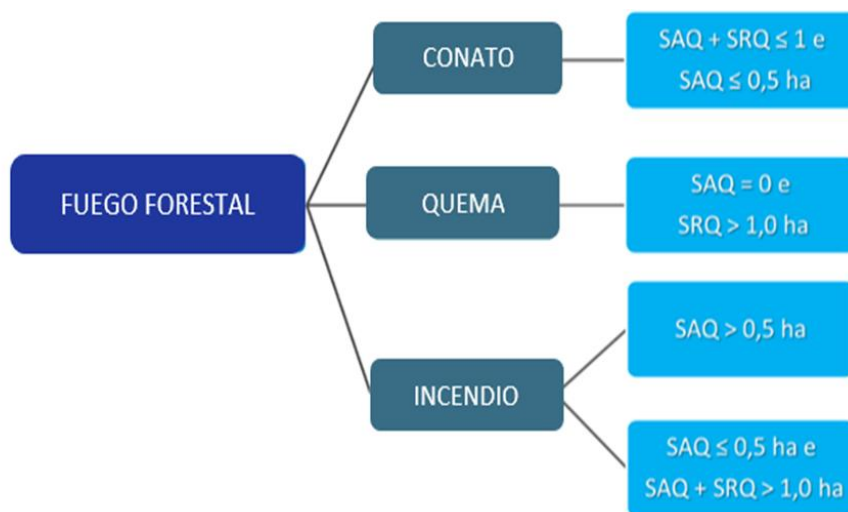 FUEGO FORESTAL
CONATO
SAQ + SRQ ≤ 1 e
SAQ ≤ 0,5 ha
QUEMA
SAQ = 0 e
SRQ > 1,0 ha
INCENDIO
SAQ > 0,5 ha
SAQ ≤ 0,5 ha e
SAQ + SRQ > 1,0 ha